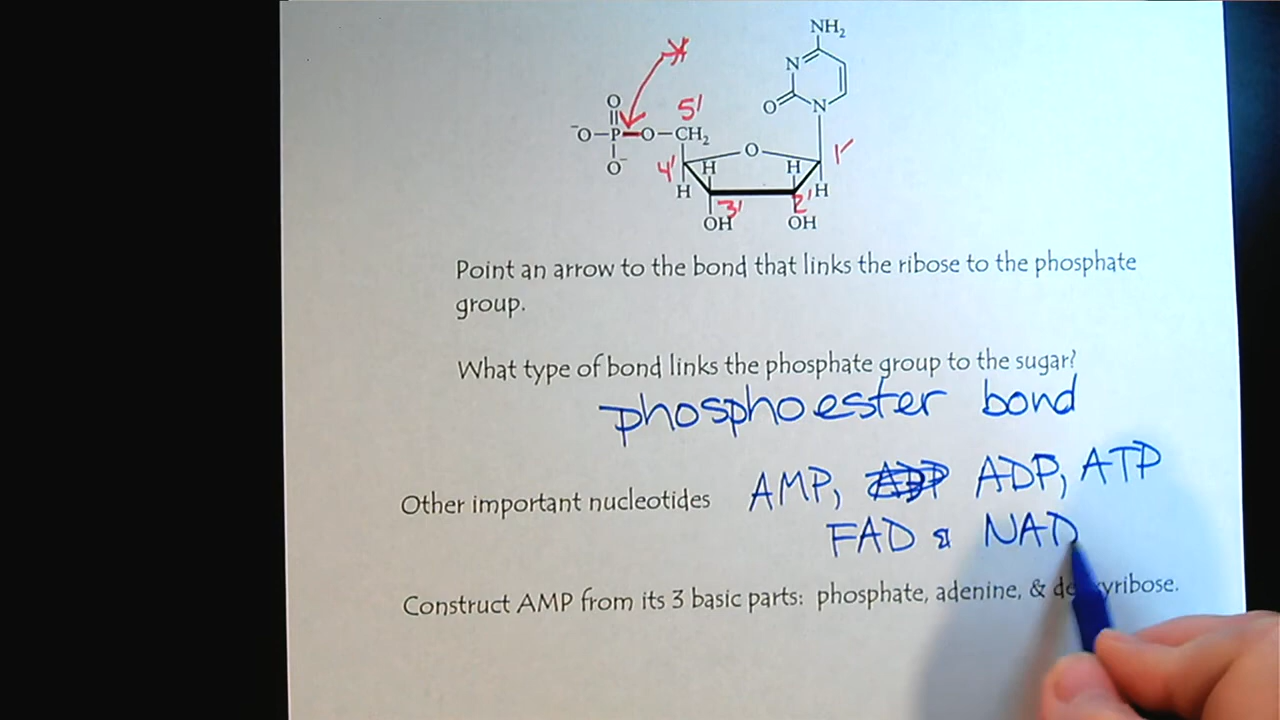 NH₂
N
O
N
O
⁻O–P–O–CH₂
O⁻
5'
O
4'
1'
H
H
H
H
3'
2'
OH
OH
Point an arrow to the bond that links the ribose to the phosphate
group.
What type of bond links the phosphate group to the sugar?
phosphoester bond
Other important nucleotides AMP, ADP, ATP
FAD & NAD
Construct AMP from its 3 basic parts: phosphate, adenine, &